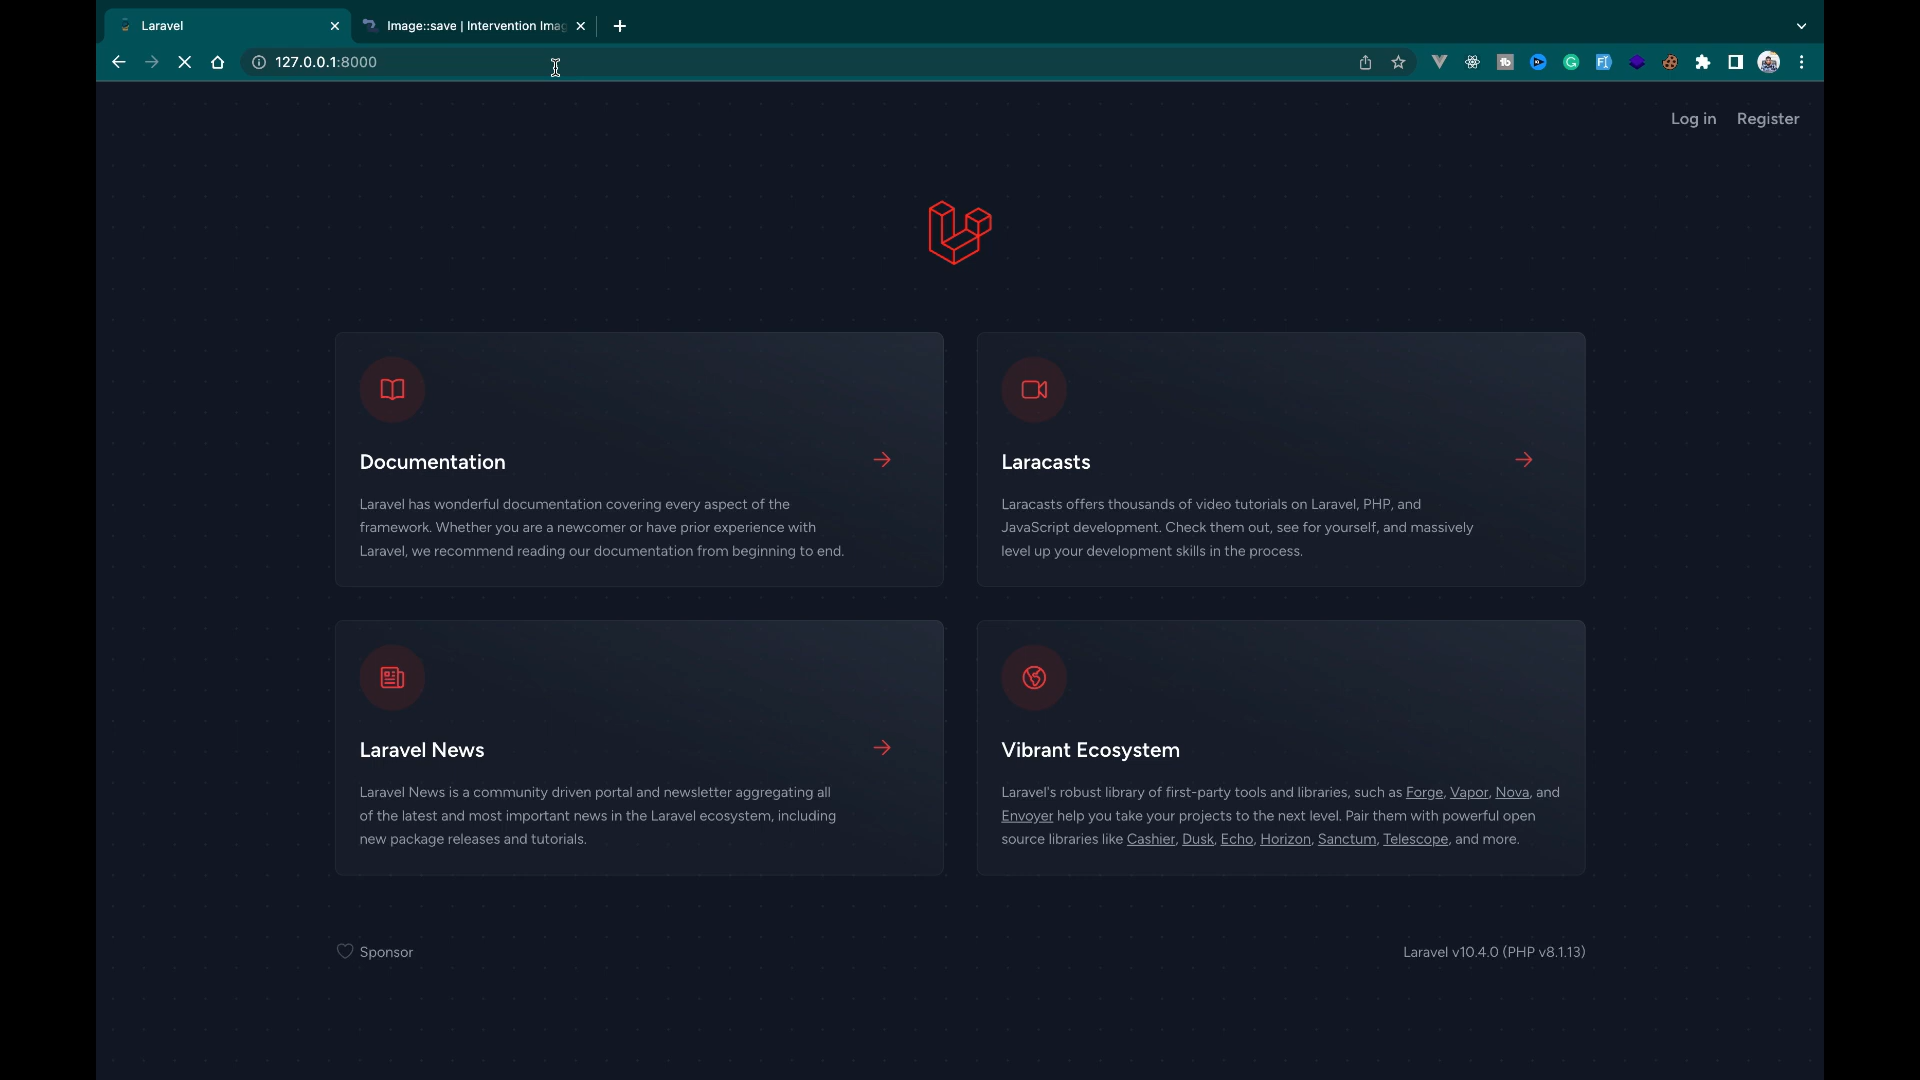 Laravel
Image::save | Intervention Imag
127.0.0.1:8000
Log in
Register
Documentation
Laravel has wonderful documentation covering every aspect of the
framework. Whether you are a newcomer or have prior experience with
Laravel, we recommend reading our documentation from beginning to end.
Laracasts
Laracasts offers thousands of video tutorials on Laravel, PHP, and
JavaScript development. Check them out, see for yourself, and massively
level up your development skills in the process.
Laravel News
Laravel News is a community driven portal and newsletter aggregating all
of the latest and most important news in the Laravel ecosystem, including
new package releases and tutorials.
Vibrant Ecosystem
Laravel's robust library of first-party tools and libraries, such as Forge, Vapor, Nova, and
Envoyer help you take your projects to the next level. Pair them with powerful open
source libraries like Cashier, Dusk, Echo, Horizon, Sanctum, Telescope, and more.
Sponsor
Laravel v10.4.0 (PHP v8.1.13)